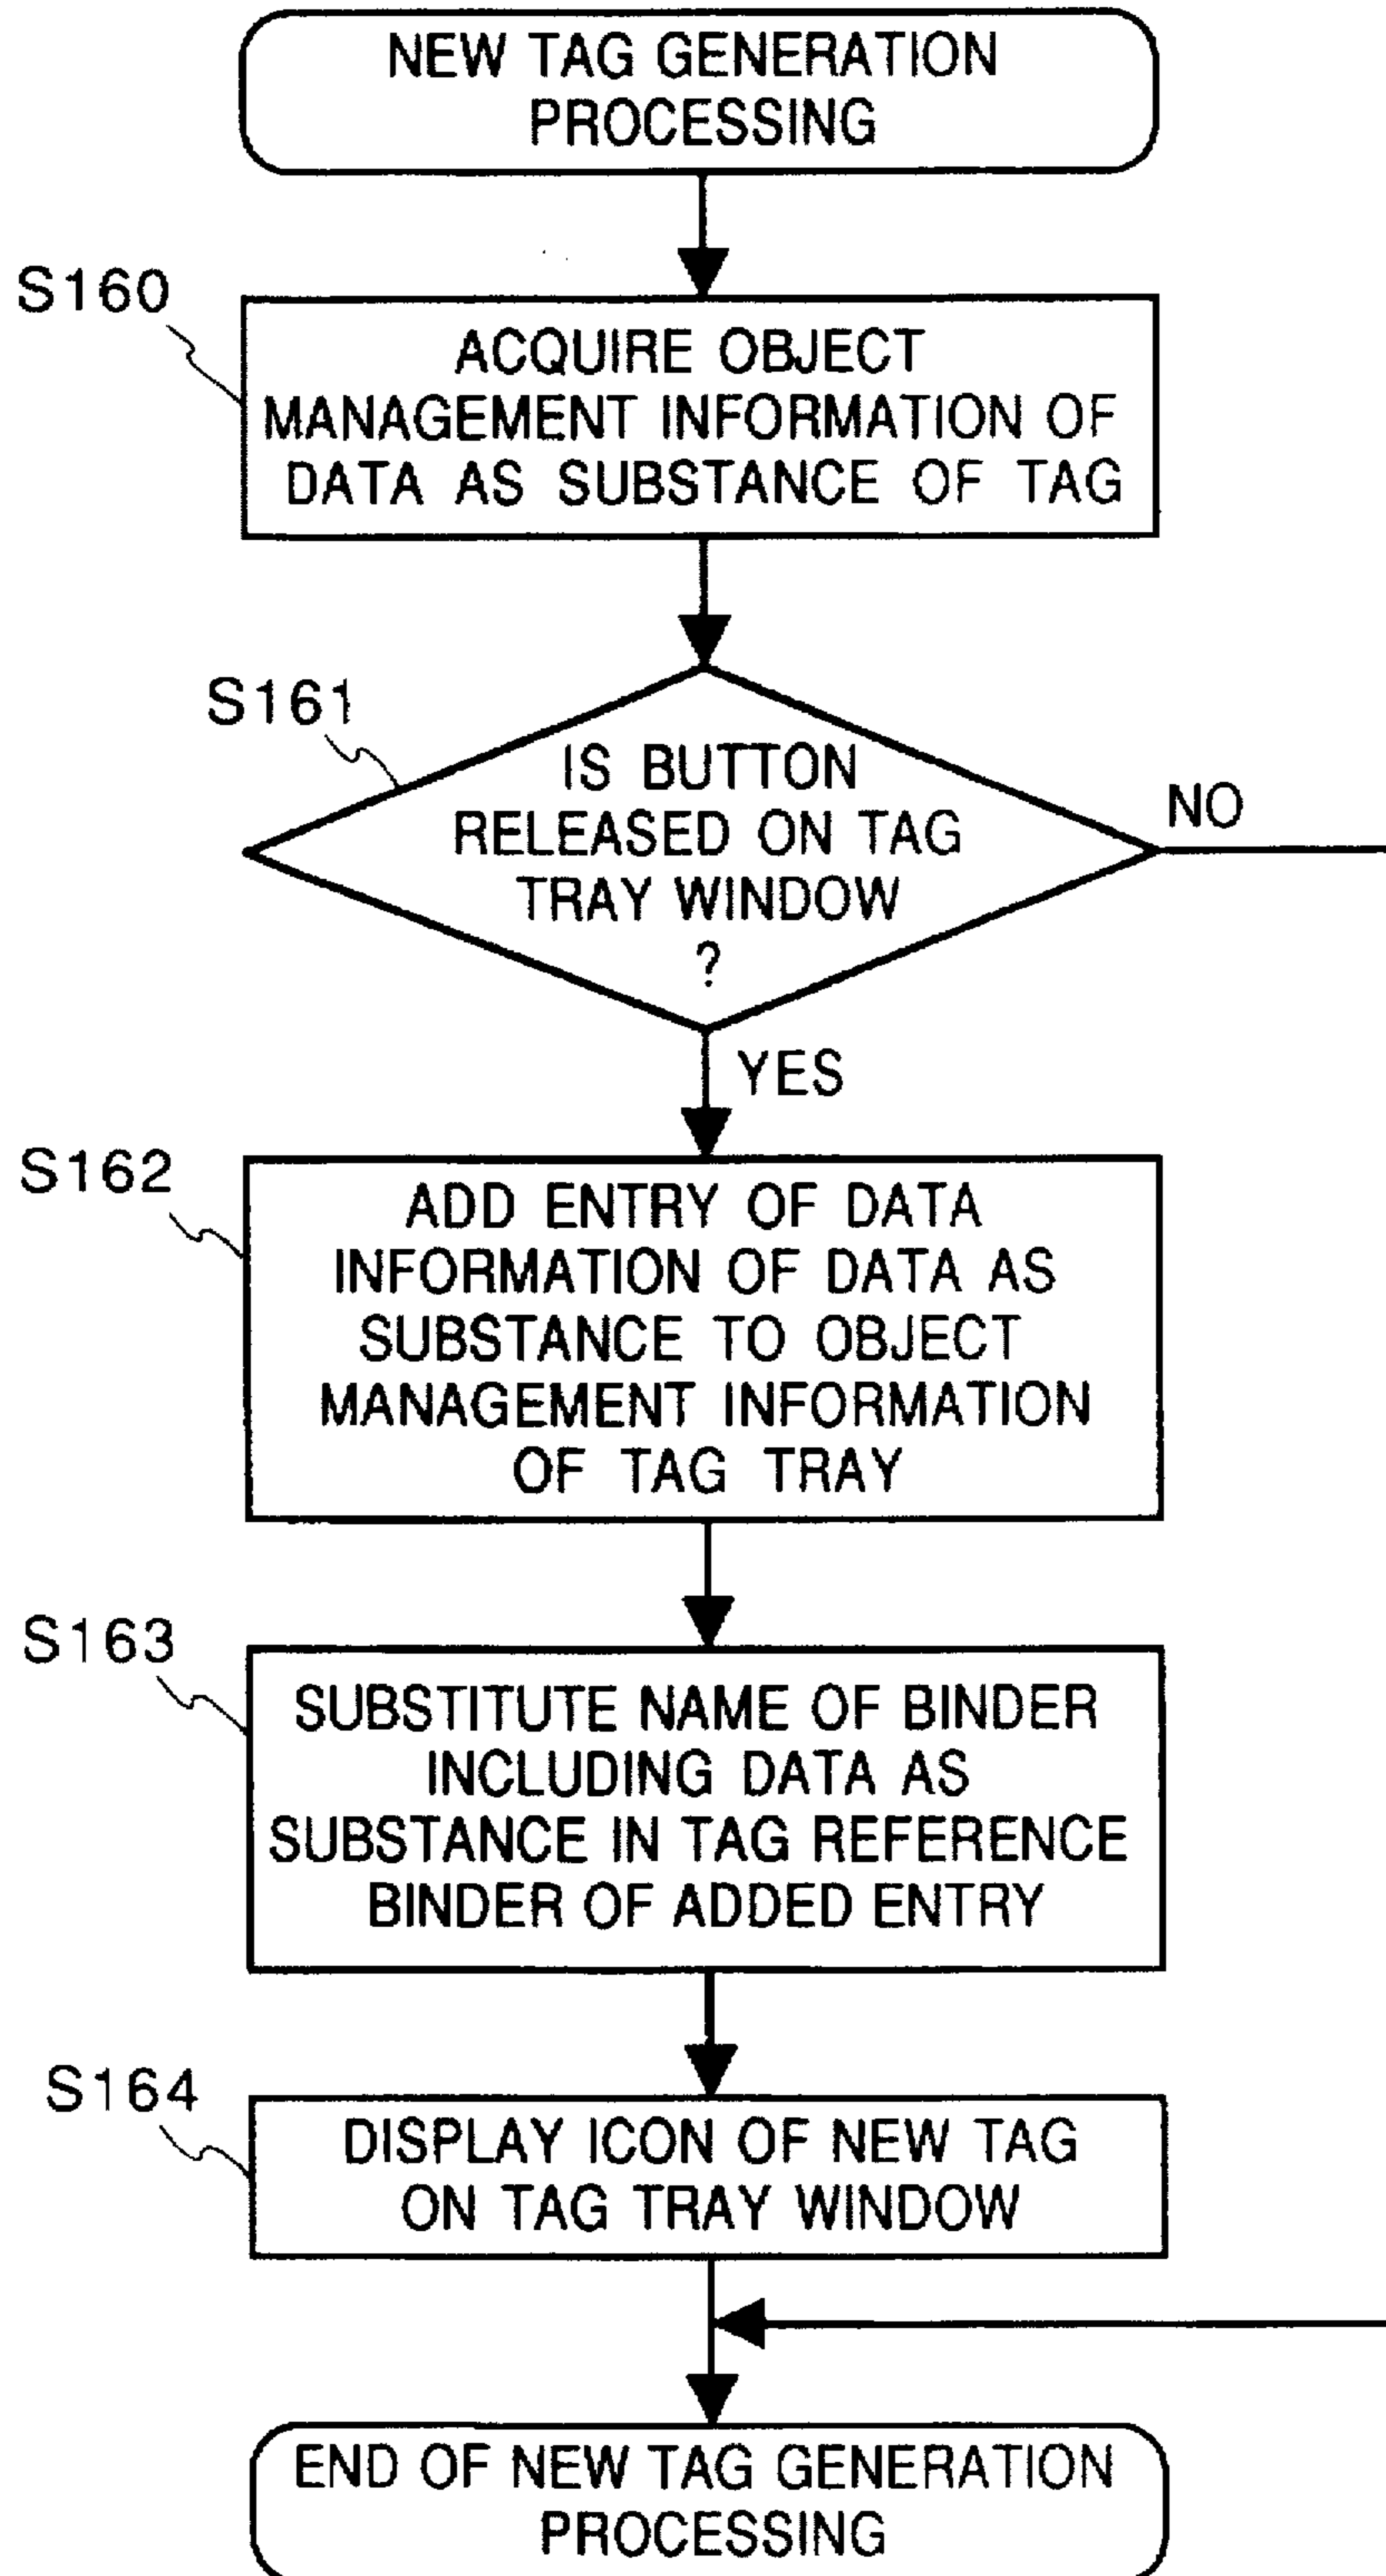 NEW TAG GENERATION
PROCESSING
S160
ACQUIRE OBJECT
MANAGEMENT INFORMATION OF
DATA AS SUBSTANCE OF TAG
S161
IS BUTTON
RELEASED ON TAG
TRAY WINDOW
?
NO
YES
S162
ADD ENTRY OF DATA
INFORMATION OF DATA AS
SUBSTANCE TO OBJECT
MANAGEMENT INFORMATION
OF TAG TRAY
S163
SUBSTITUTE NAME OF BINDER
INCLUDING DATA AS
SUBSTANCE IN TAG REFERENCE
BINDER OF ADDED ENTRY
S164
DISPLAY ICON OF NEW TAG
ON TAG TRAY WINDOW
END OF NEW TAG GENERATION
PROCESSING